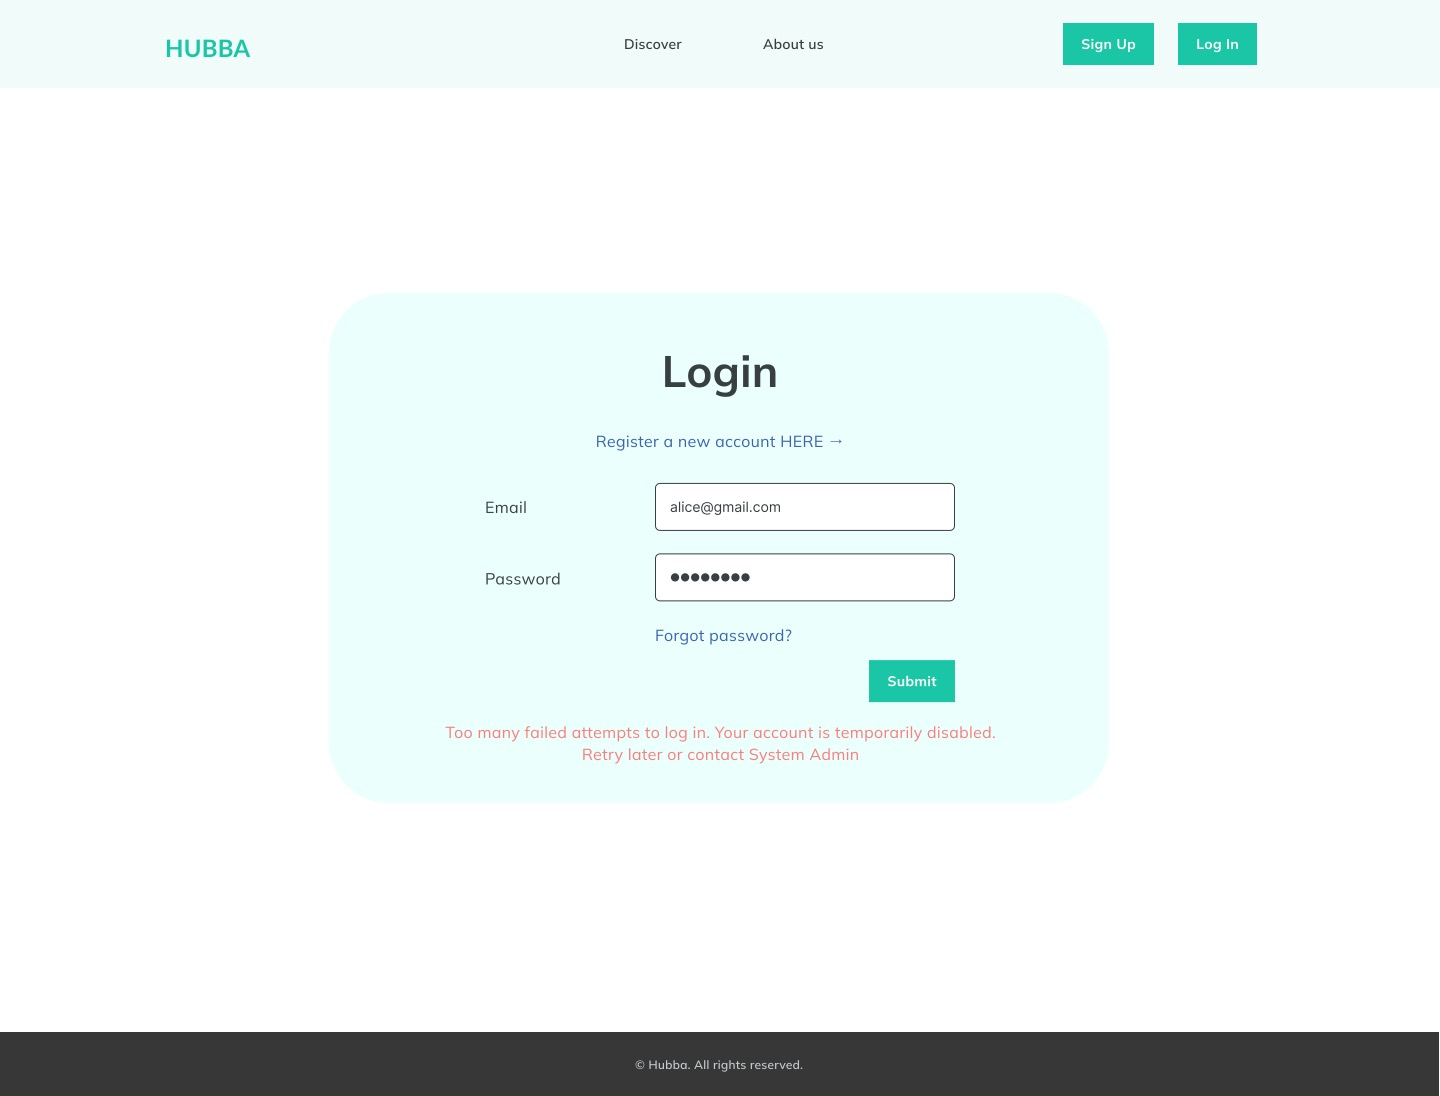 HUBBA
Discover
About us
Sign Up
Log In
Login
Register a new account HERE →
Email
alice@gmail.com
Password
●●●●●●●●
Forgot password?
Submit
Too many failed attempts to log in. Your account is temporarily disabled.
Retry later or contact System Admin
© Hubba. All rights reserved.